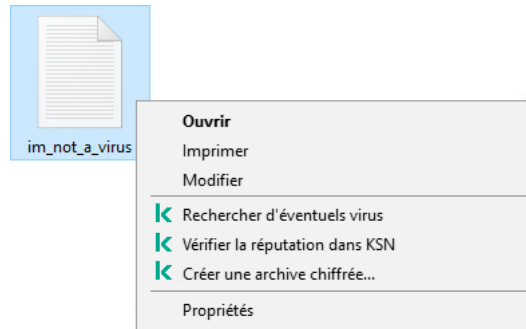 im_not_a_virus
Ouvrir
Imprimer
Modifier
Rechercher d'éventuels virus
Vérifier la réputation dans KSN
Créer une archive chiffrée...
Propriétés